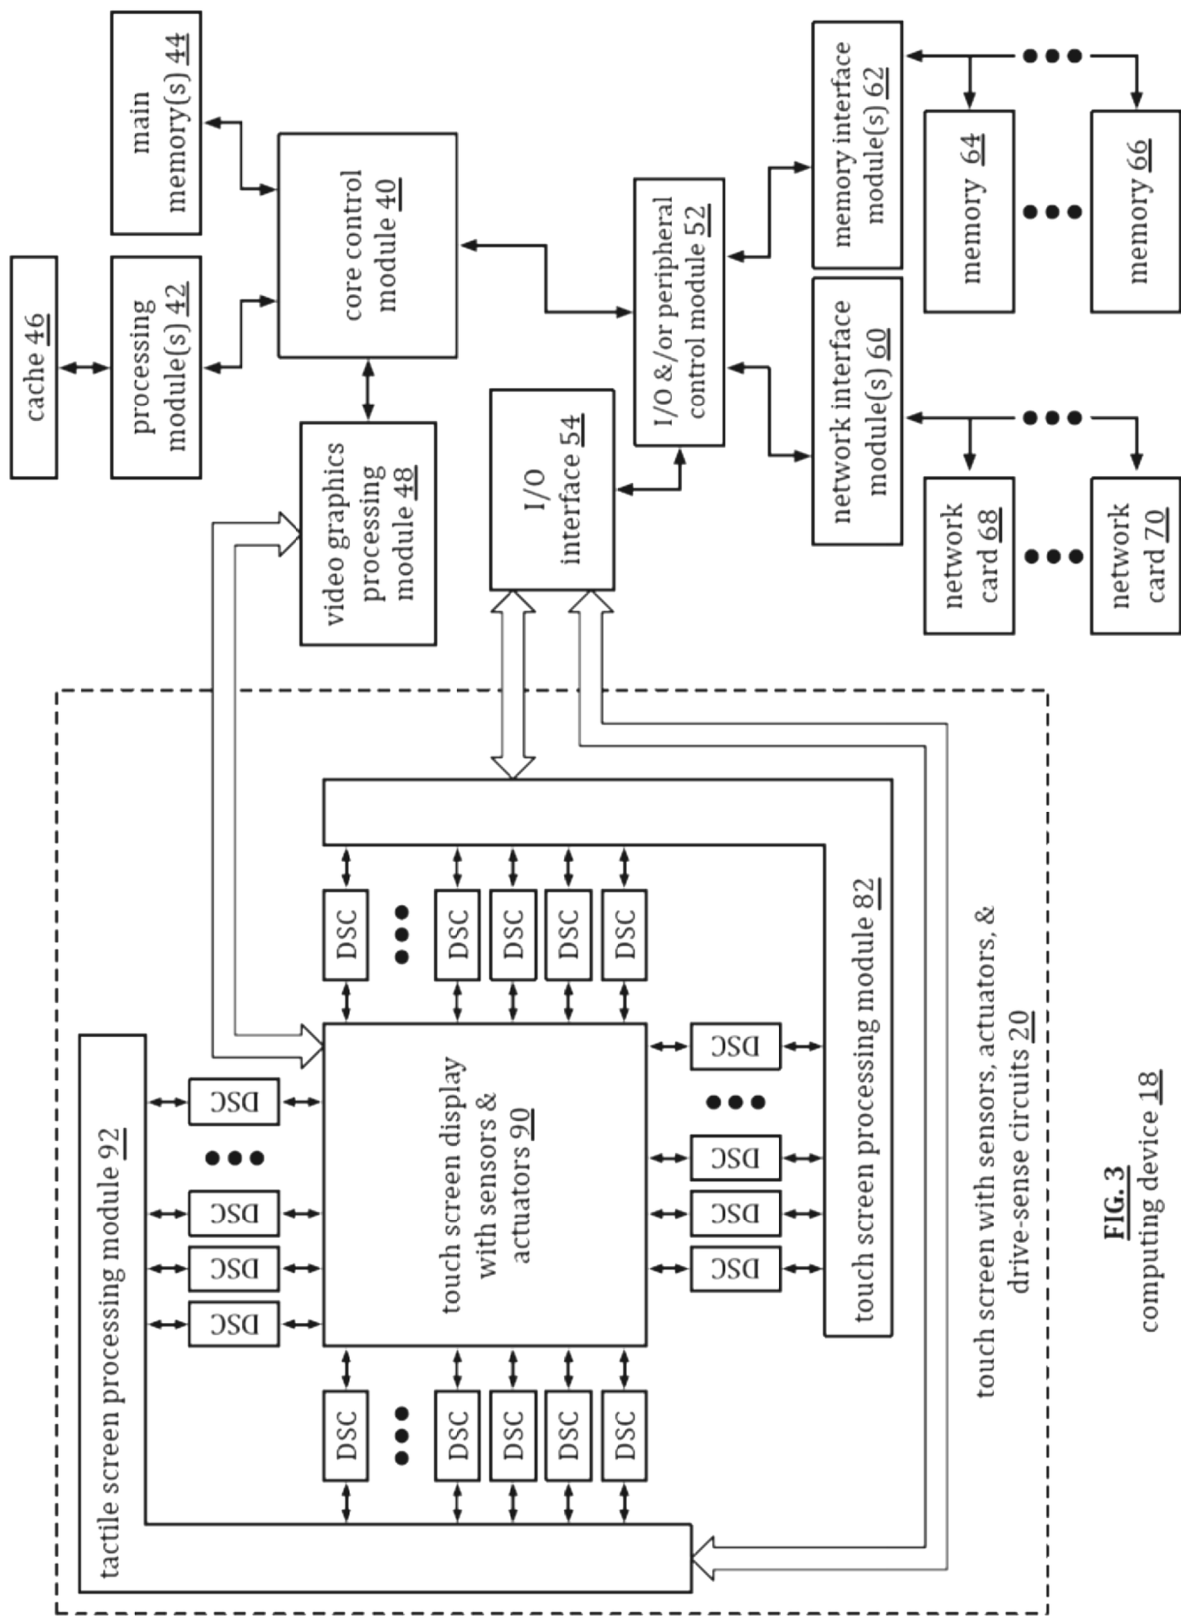 cache 46
processing
module(s) 42
main
memory(s) 44
video graphics
processing
module 48
core control
module 40
I/O
interface 54
I/O &/or peripheral
control module 52
network interface
module(s) 60
memory interface
module(s) 62
network
card 68
memory 64
network
card 70
memory 66
tactile screen processing module 92
DSC
DSC
DSC
DSC
DSC
DSC
DSC
DSC
DSC
touch screen display
with sensors &
actuators 90
DSC
DSC
DSC
DSC
DSC
DSC
DSC
DSC
DSC
touch screen processing module 82
touch screen with sensors, actuators, &
drive-sense circuits 20
FIG. 3
computing device 18